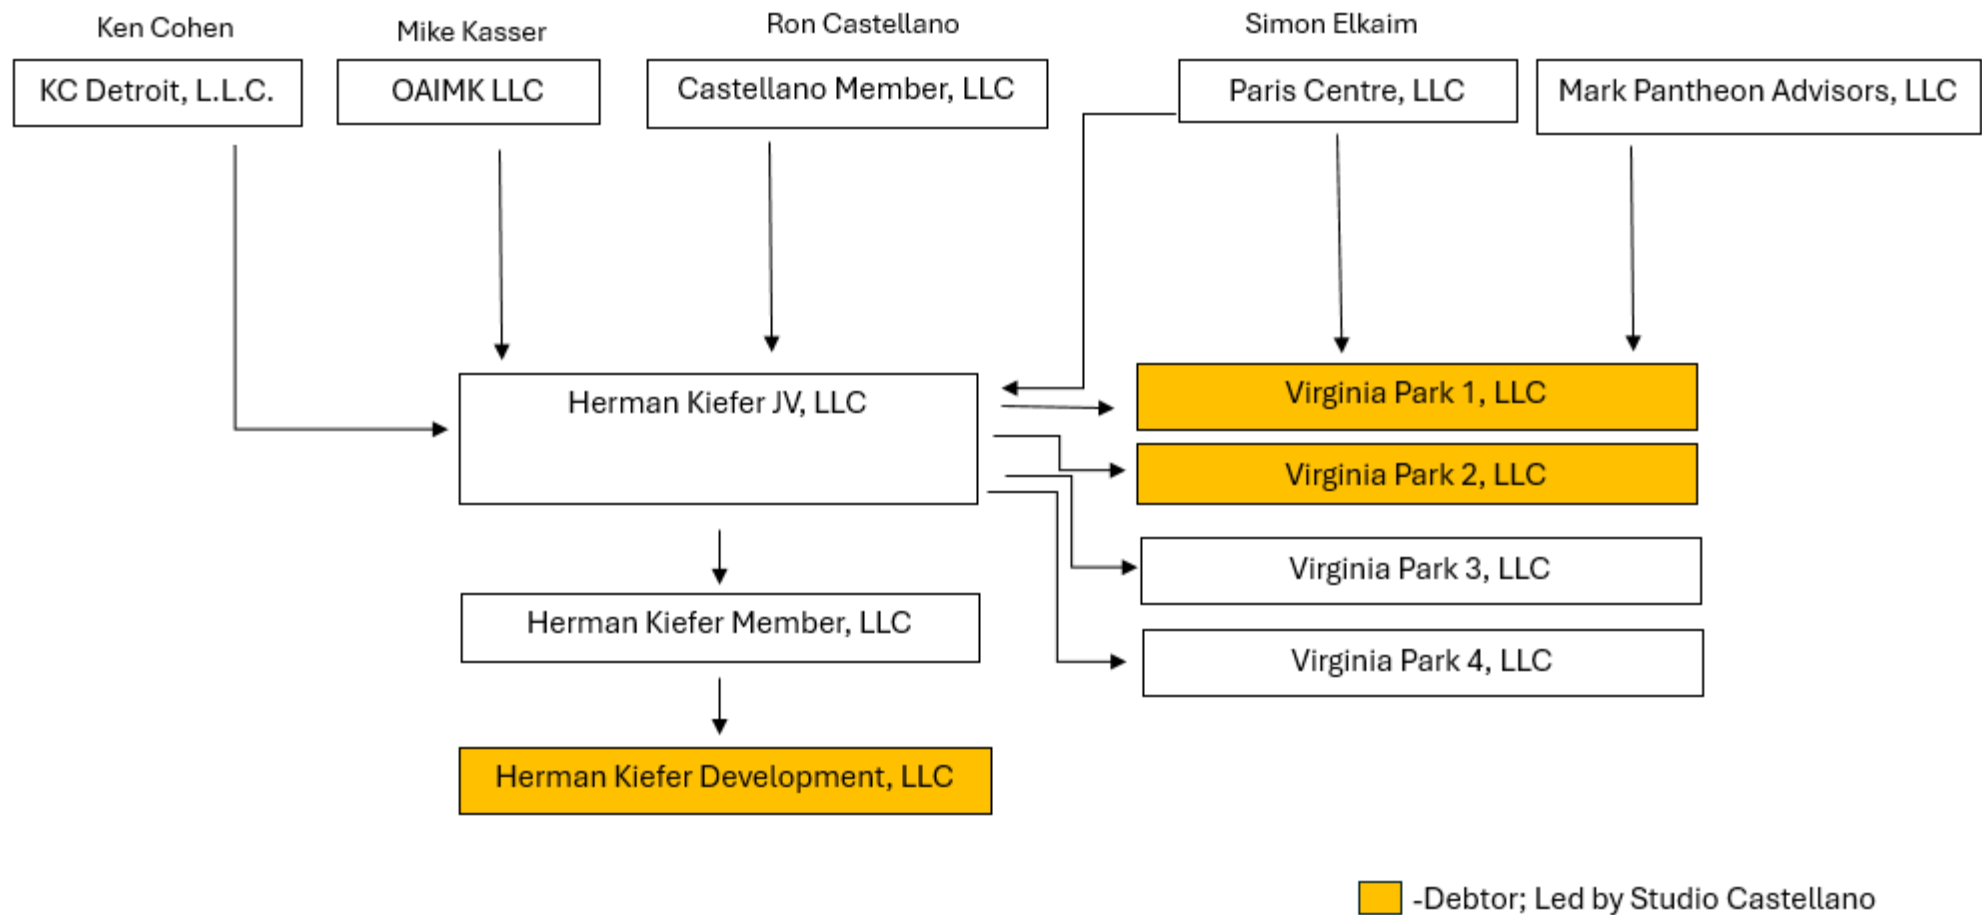 Ken Cohen
Mike Kasser
Ron Castellano
Simon Elkaim
KC Detroit, L.L.C.
OAIMK LLC
Castellano Member, LLC
Paris Centre, LLC
Mark Pantheon Advisors, LLC
Herman Kiefer JV, LLC
Virginia Park 1, LLC
Virginia Park 2, LLC
Virginia Park 3, LLC
Herman Kiefer Member, LLC
Virginia Park 4, LLC
Herman Kiefer Development, LLC
-Debtor; Led by Studio Castellano